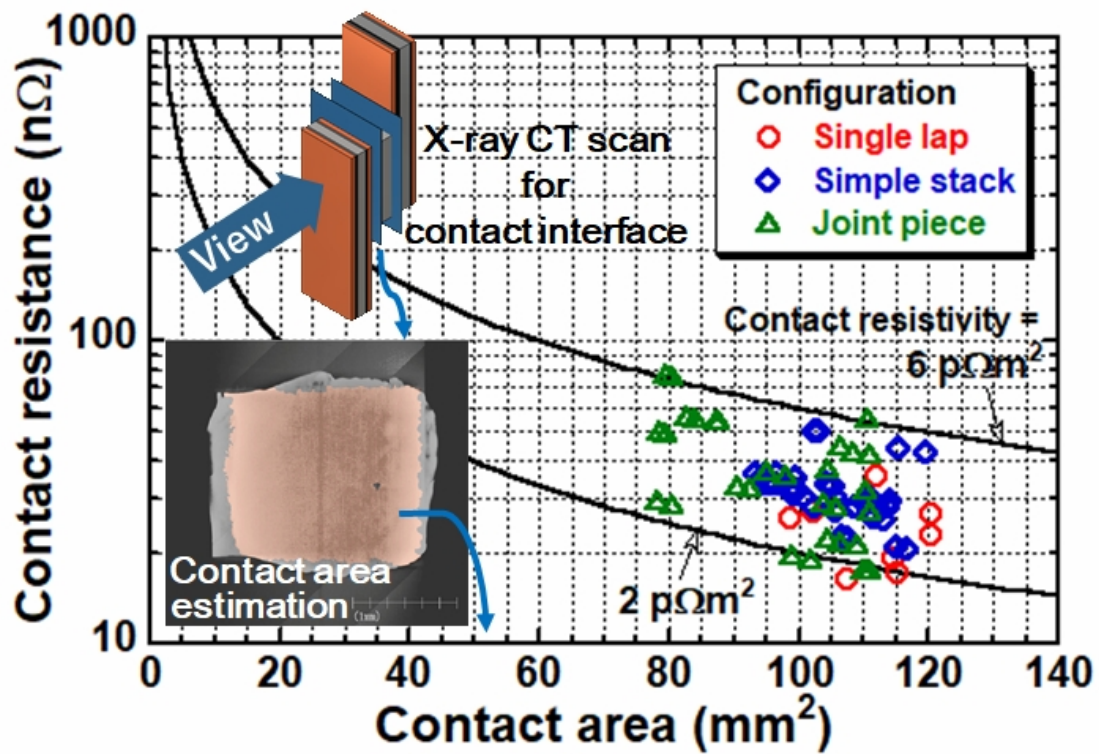 1000
100
10
Contact resistance (nΩ)
View
X-ray CT scan
for
contact interface
Configuration
Single lap
Simple stack
Joint piece
Contact resistivity =
6 pΩm²
2 pΩm²
Contact area
estimation
(1mm)
0 20 40 60 80 100 120 140
Contact area (mm²)